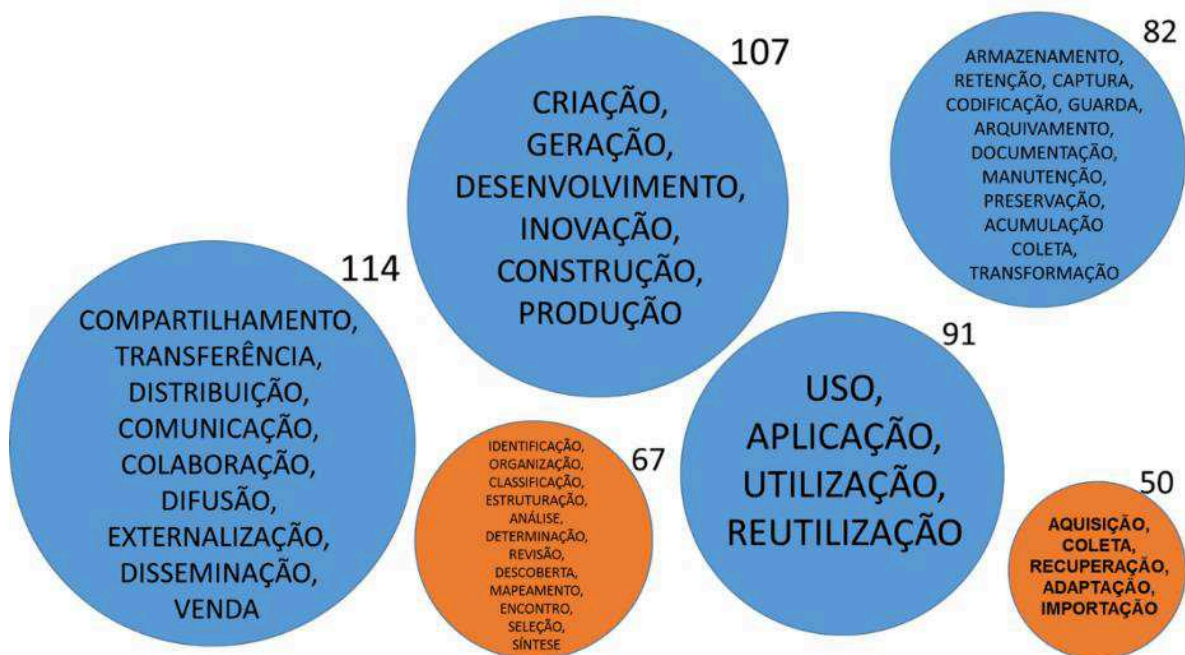 107
CRIAÇÃO,
GERAÇÃO,
DESENVOLVIMENTO,
INOVAÇÃO,
CONSTRUÇÃO,
PRODUÇÃO
82
ARMAZENAMENTO,
RETENÇÃO, CAPTURA,
CODIFICAÇÃO, GUARDA,
ARQUIVAMENTO,
DOCUMENTAÇÃO,
MANUTENÇÃO,
PRESERVAÇÃO,
ACUMULAÇÃO
COLETA,
TRANSFORMAÇÃO
114
COMPARTILHAMENTO,
TRANSFERÊNCIA,
DISTRIBUIÇÃO,
COMUNICAÇÃO,
COLABORAÇÃO,
DIFUSÃO,
EXTERNALIZAÇÃO,
DISSEMINAÇÃO,
VENDA
67
IDENTIFICAÇÃO,
ORGANIZAÇÃO,
CLASSIFICAÇÃO,
ESTRUTURAÇÃO,
ANÁLISE,
DETERMINAÇÃO,
REVISÃO,
DESCOBERTA,
MAPEAMENTO,
ENCONTRO,
SELEÇÃO,
SÍNTESE
91
USO,
APLICAÇÃO,
UTILIZAÇÃO,
REUTILIZAÇÃO
50
AQUISIÇÃO,
COLETA,
RECUPERAÇÃO,
ADAPTAÇÃO,
IMPORTAÇÃO